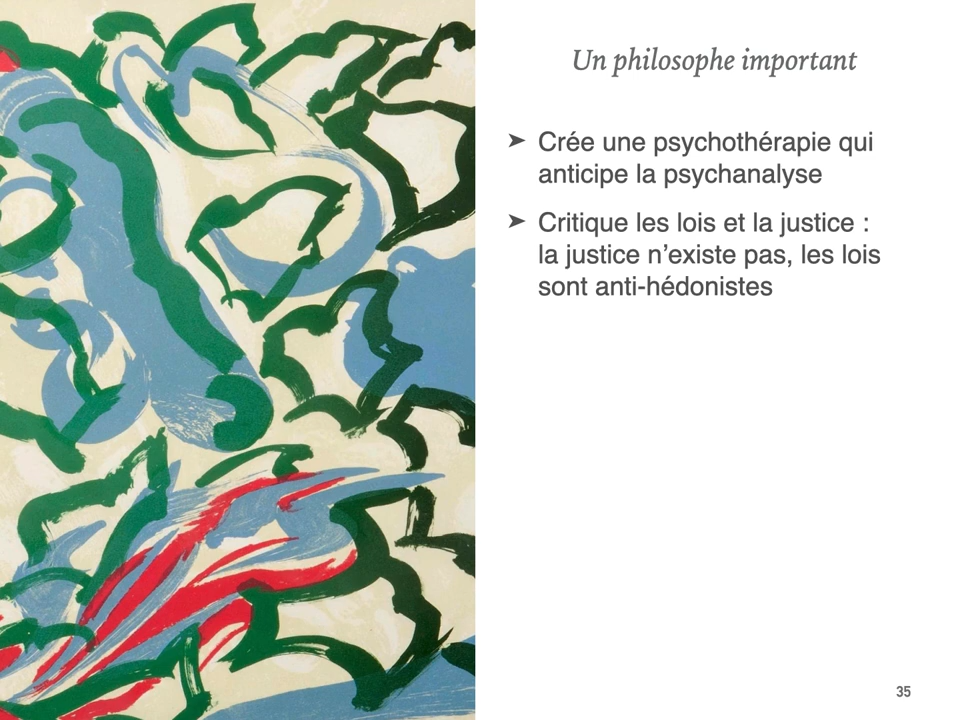 Un philosophe important
➤ Crée une psychothérapie qui
anticipe la psychanalyse
➤ Critique les lois et la justice :
la justice n’existe pas, les lois
sont anti-hédonistes
35